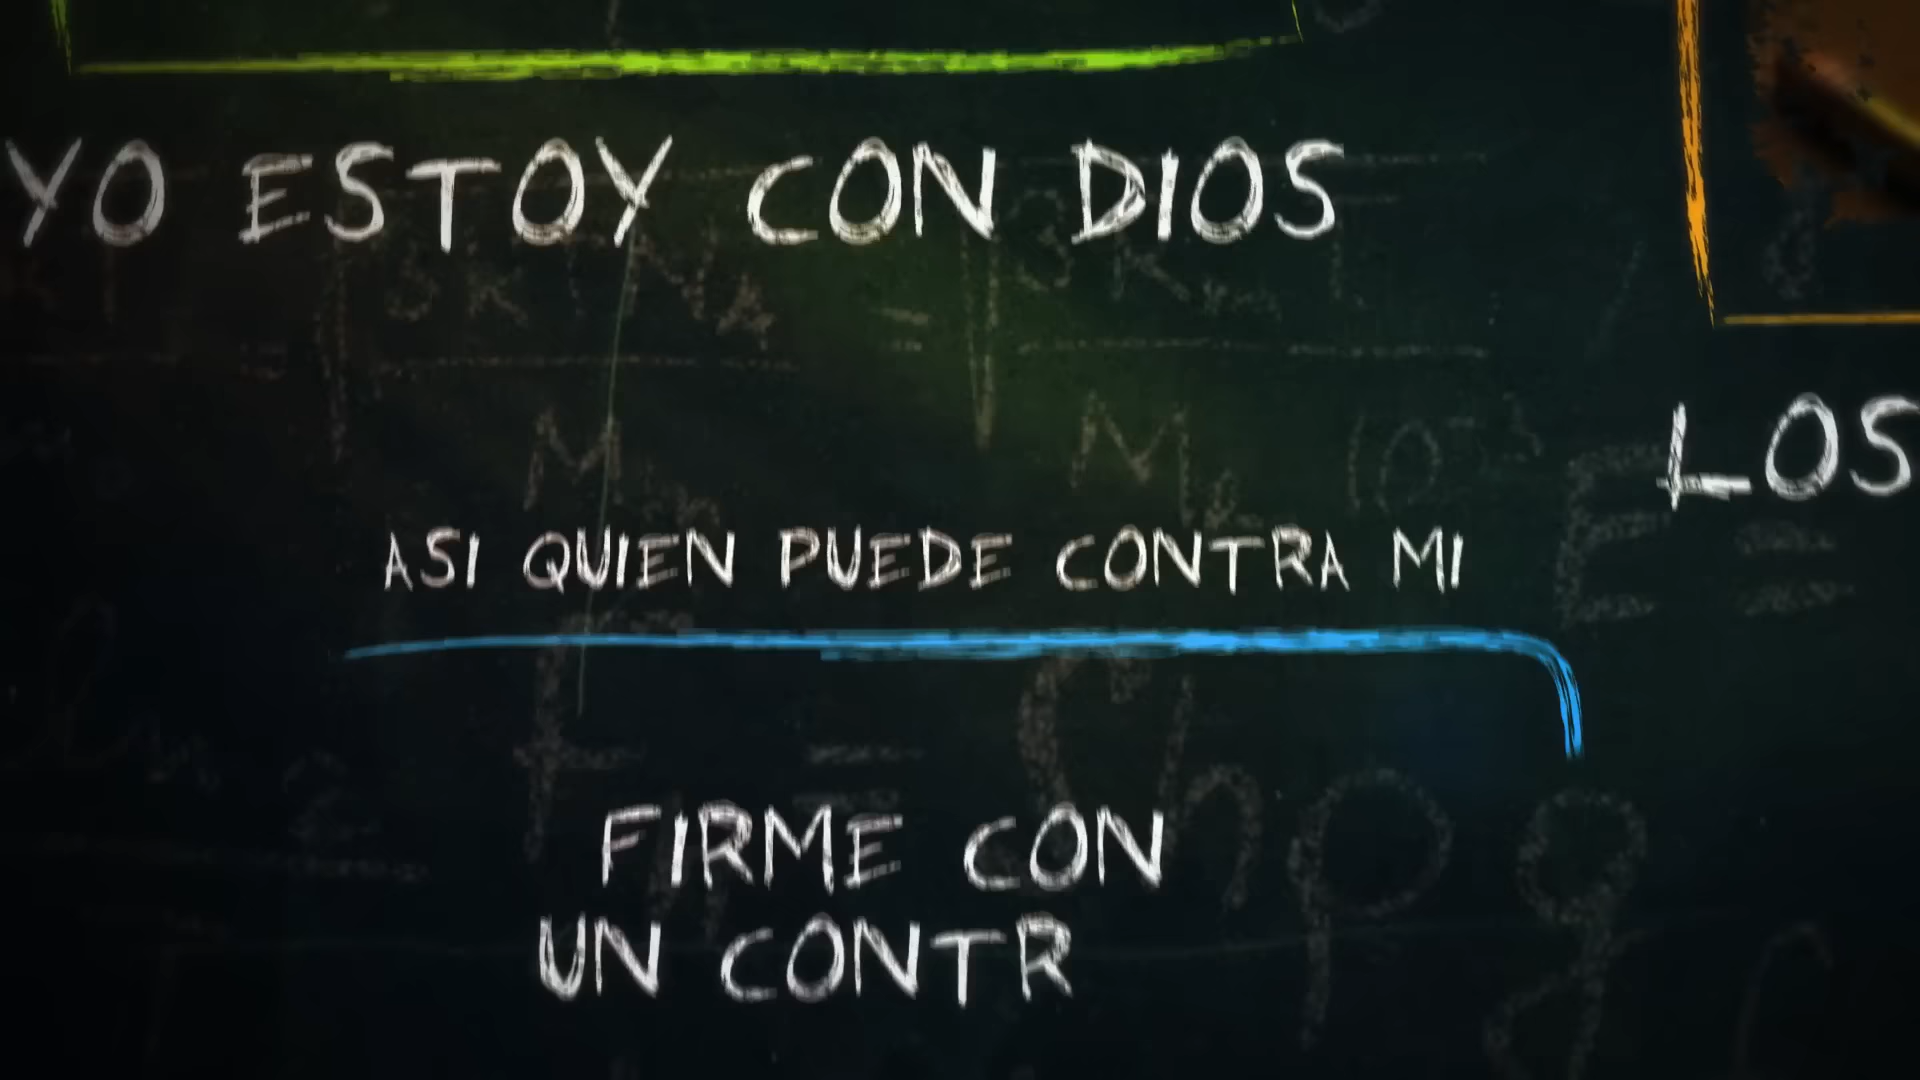 YO ESTOY CON DIOS
LOS
ASI QUIEN PUEDE CONTRA MI
FIRME CON
UN CONTR